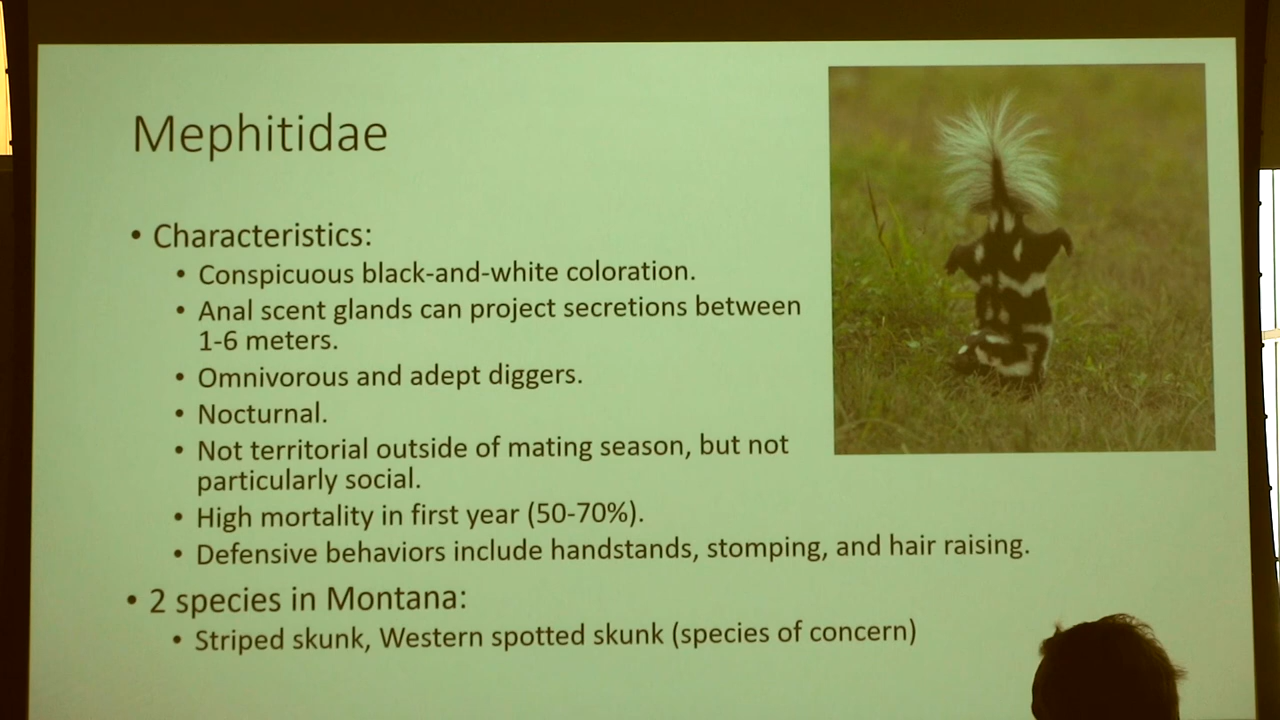 Mephitidae
• Characteristics:
• Conspicuous black-and-white coloration.
• Anal scent glands can project secretions between
1-6 meters.
• Omnivorous and adept diggers.
• Nocturnal.
• Not territorial outside of mating season, but not
particularly social.
• High mortality in first year (50-70%).
• Defensive behaviors include handstands, stomping, and hair raising.
• 2 species in Montana:
• Striped skunk, Western spotted skunk (species of concern)